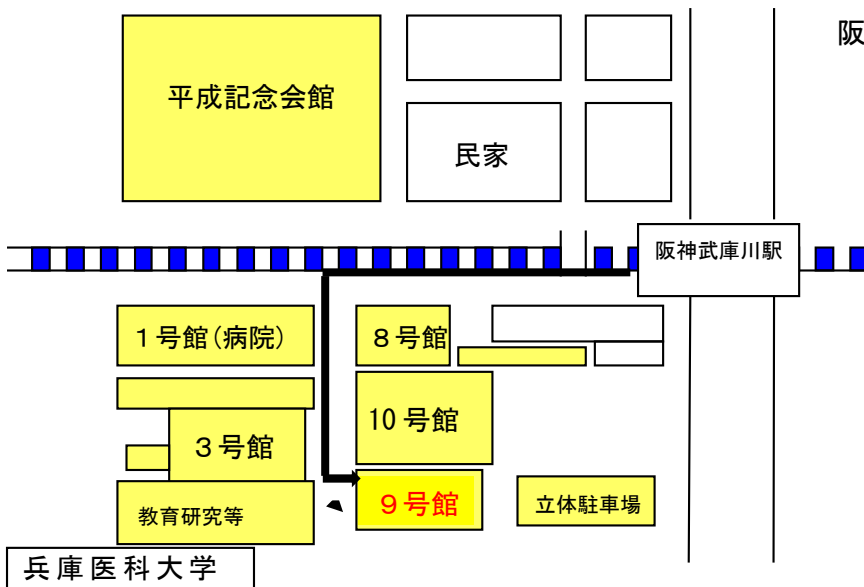 阪
平成記念会館
民家
阪神武庫川駅
１号館（病院）
８号館
10号館
３号館
９号館
教育研究等
立体駐車場
兵庫医科大学